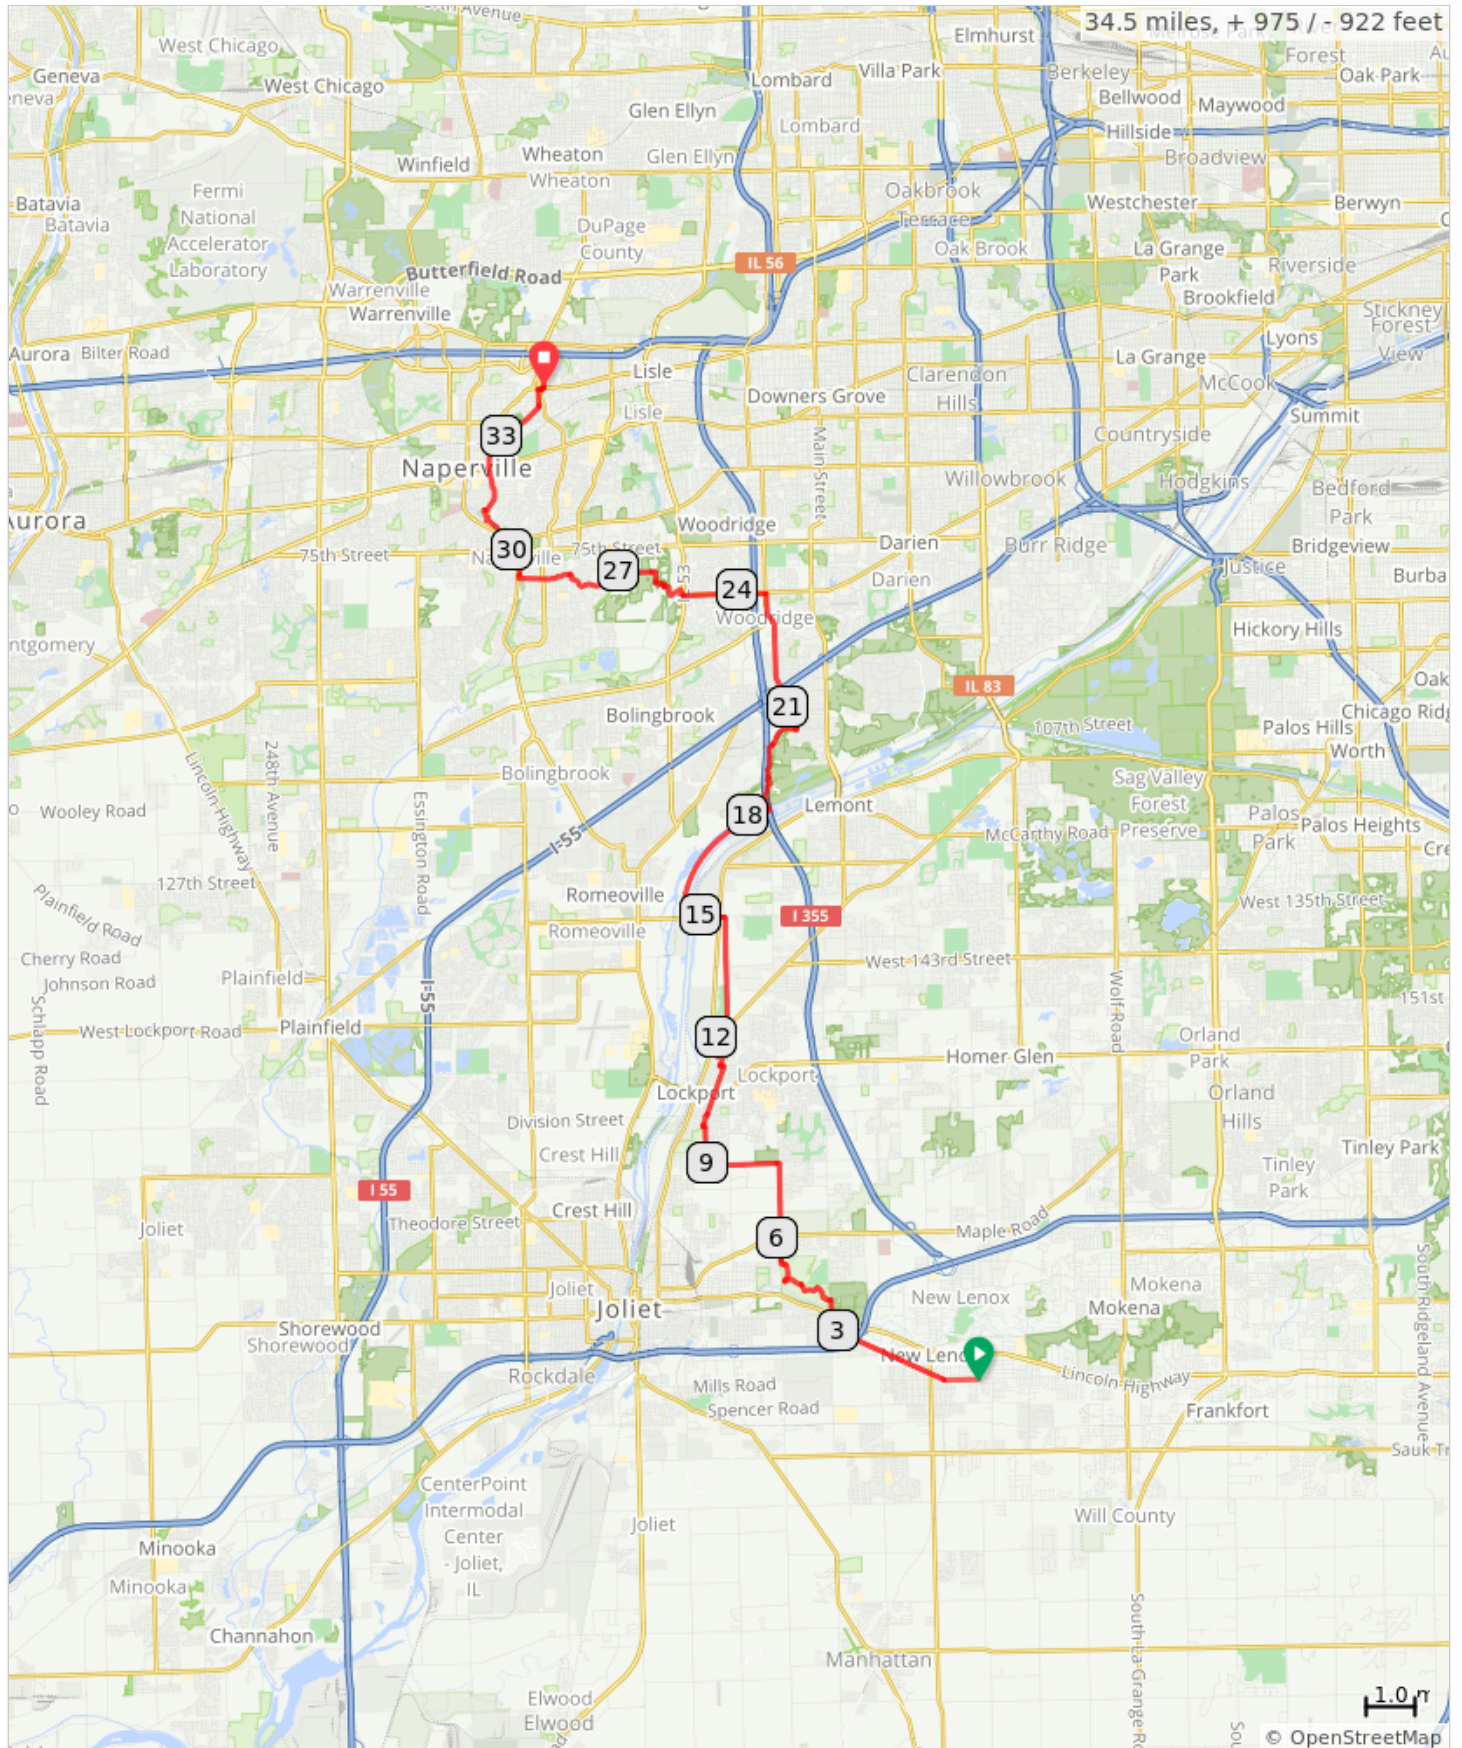 34.5 miles, + 975 / - 922 feet
West Chicago
Elmhurst
Forest
Geneva
West Chicago
Lombard
Villa Park
Berkeley
Oak Park
Glen Ellyn
Bellwood
Maywood
Lombard
Hillside
Winfield
Wheaton
Glen Ellyn
Broadview
Wheaton
Fermi
National
Accelerator
Laboratory
Batavia
Batavia
Oakbrook
Terrace
Westchester
Berwyn
DuPage
County
Oak Brook
La Grange
Park
Riverside
IL 56
Butterfield Road
Warrenville
Warrenville
Brookfield
Stickney
Forest
View
Lyons
Aurora
Bilter Road
Lisle
La Grange
Clarendon
Hills
McCook
Downers Grove
Summit
Lisle
33
Main Street
Countryside
Naperville
Willowbrook
Hodgkins
Bedford
Park
Aurora
Woodridge
30
75th Street
75th Street
Darien
Burr Ridge
Bridgeview
Justice
27
24
Darien
Woodridge
Hickory Hills
IL 83
21
Bolingbrook
107th Street
Palos Hills
Chicago Ridg
Worth
Lincoln Highway
248th Avenue
Bolingbrook
Sag Valley
Forest
Preserve
Wooley Road
Essington Road
I-55
18
Lemont
McCarthy Road
Palos
Park
Palos Heights
127th Street
Romeoville
Plainfield Road
15
I 355
West 135th Street
Romeoville
Cherry Road
West 143rd Street
Johnson Road
Plainfield
I-55
Wolf Road
151st
Schlapp Road
West Lockport Road
Plainfield
12
Orland
Park
Homer Glen
Lockport
Lockport
Orland
Hills
Division Street
Crest Hill
9
Tinley Park
Tinley
Park
I 55
Joliet
Theodore Street
Crest Hill
6
Maple Road
South Ridgeland Avenue
Joliet
Joliet
New Lenox
Mokena
Mokena
Shorewood
Shorewood
3
Rockdale
Mills Road
Spencer Road
Lincoln Highway
Frankfort
CenterPoint
Intermodal
Center
- Joliet,
IL
Joliet
Will County
Minooka
Minooka
Channahon
Manhattan
Elwood
Elwood
1.0
© OpenStreetMap